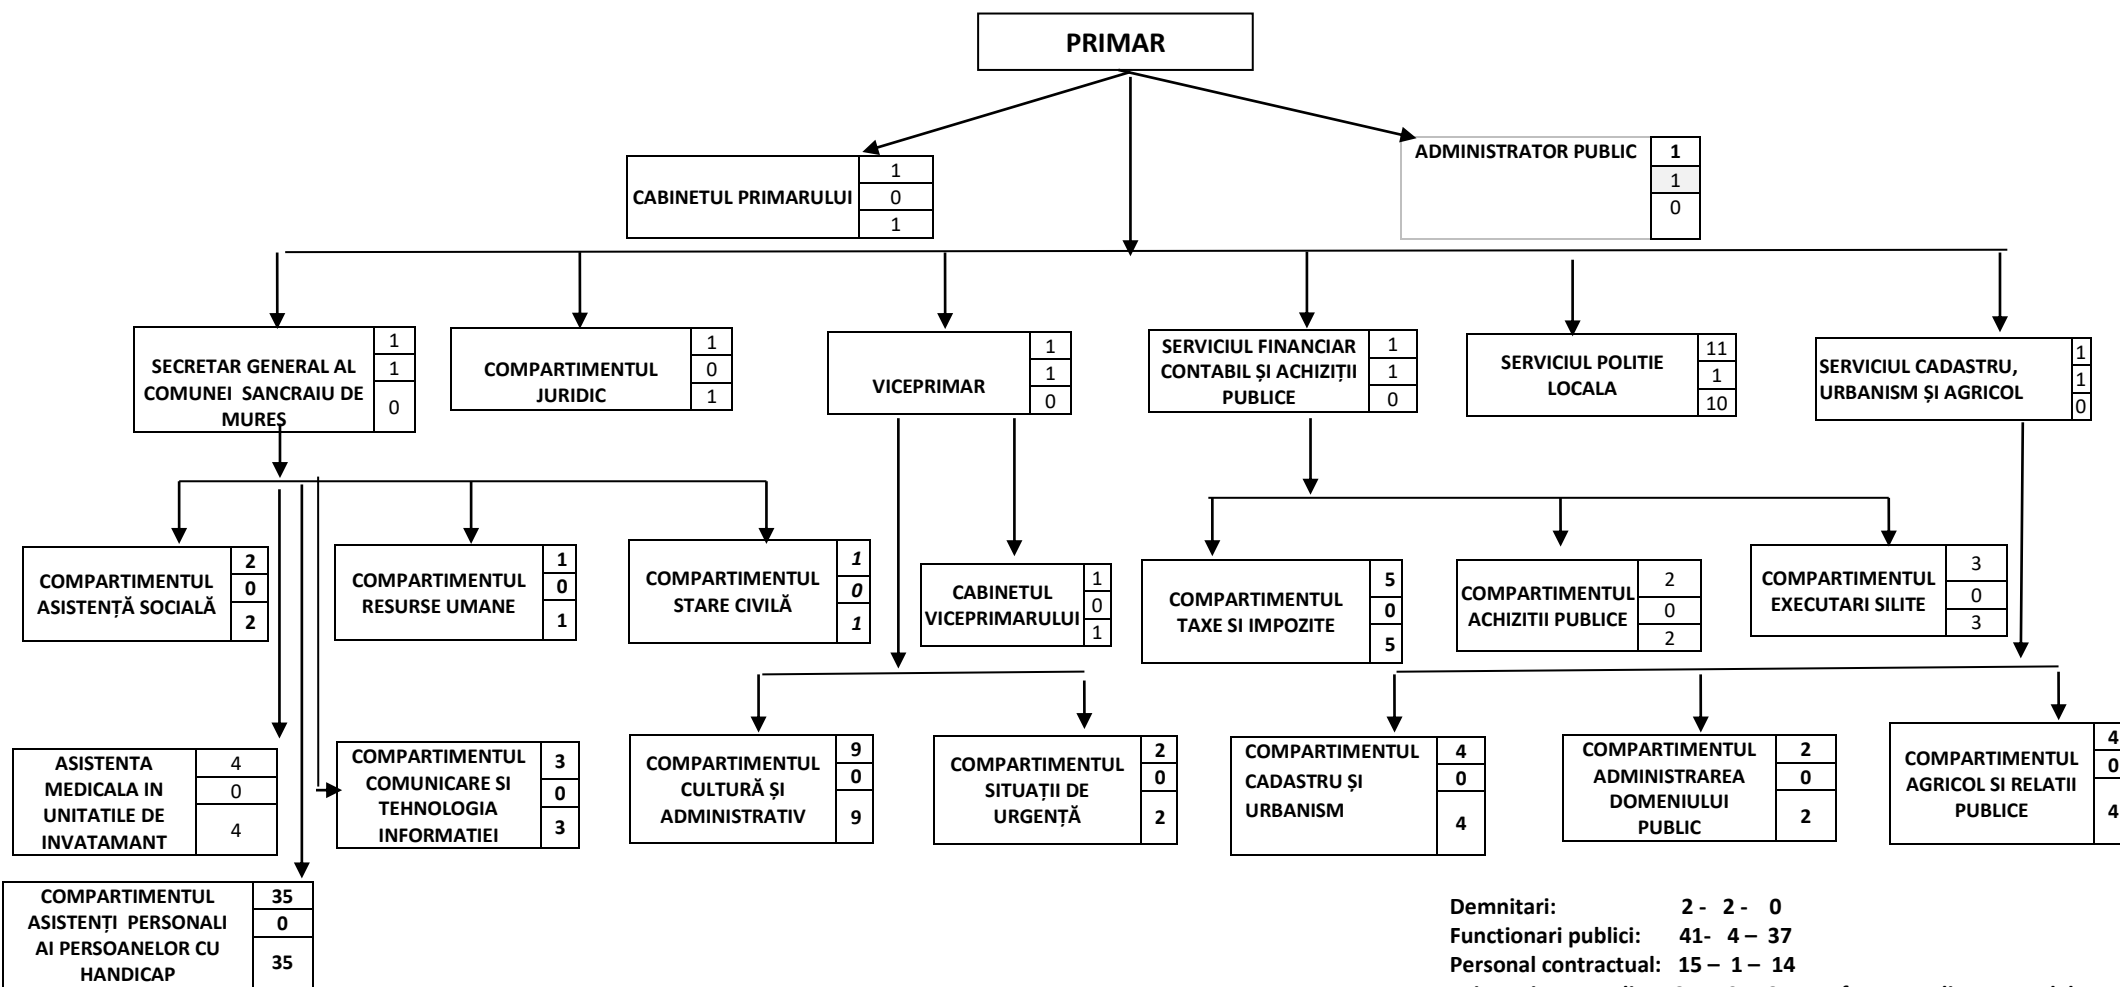 PRIMAR
CABINETUL PRIMARULUI
1
0
1
ADMINISTRATOR PUBLIC
1
1
0
SECRETAR GENERAL AL
COMUNEI SANCRAIU DE
MUREȘ
1
1
0
COMPARTIMENTUL
JURIDIC
1
0
1
VICEPRIMAR
1
1
0
SERVICIUL FINANCIAR
CONTABIL ȘI ACHIZIȚII
PUBLICE
1
1
0
SERVICIUL POLITIE
LOCALA
11
1
10
SERVICIUL CADASTRU,
URBANISM ȘI AGRICOL
1
1
0
COMPARTIMENTUL
ASISTENȚĂ SOCIALĂ
2
0
2
COMPARTIMENTUL
RESURSE UMANE
1
0
1
COMPARTIMENTUL
STARE CIVILĂ
1
0
1
CABINETUL
VICEPRIMARULUI
1
0
1
COMPARTIMENTUL
TAXE SI IMPOZITE
5
0
5
COMPARTIMENTUL
ACHIZITII PUBLICE
2
0
2
COMPARTIMENTUL
EXECUTARI SILITE
3
0
3
ASISTENTA
MEDICALA IN
UNITATILE DE
INVATAMANT
4
0
4
COMPARTIMENTUL
COMUNICARE SI
TEHNOLOGIA
INFORMATIEI
3
0
3
COMPARTIMENTUL
CULTURĂ ȘI
ADMINISTRATIV
9
0
9
COMPARTIMENTUL
SITUAȚII DE
URGENȚĂ
2
0
2
COMPARTIMENTUL
CADASTRU ȘI
URBANISM
4
0
4
COMPARTIMENTUL
ADMINISTRAREA
DOMENIULUI
PUBLIC
2
0
2
COMPARTIMENTUL
AGRICOL SI RELATII
PUBLICE
4
0
4
COMPARTIMENTUL
ASISTENȚI PERSONALI
AI PERSOANELOR CU
HANDICAP
35
0
35
Demnitari: 2 - 2 - 0
Functionari publici: 41- 4 – 37
Personal contractual: 15 – 1 – 14